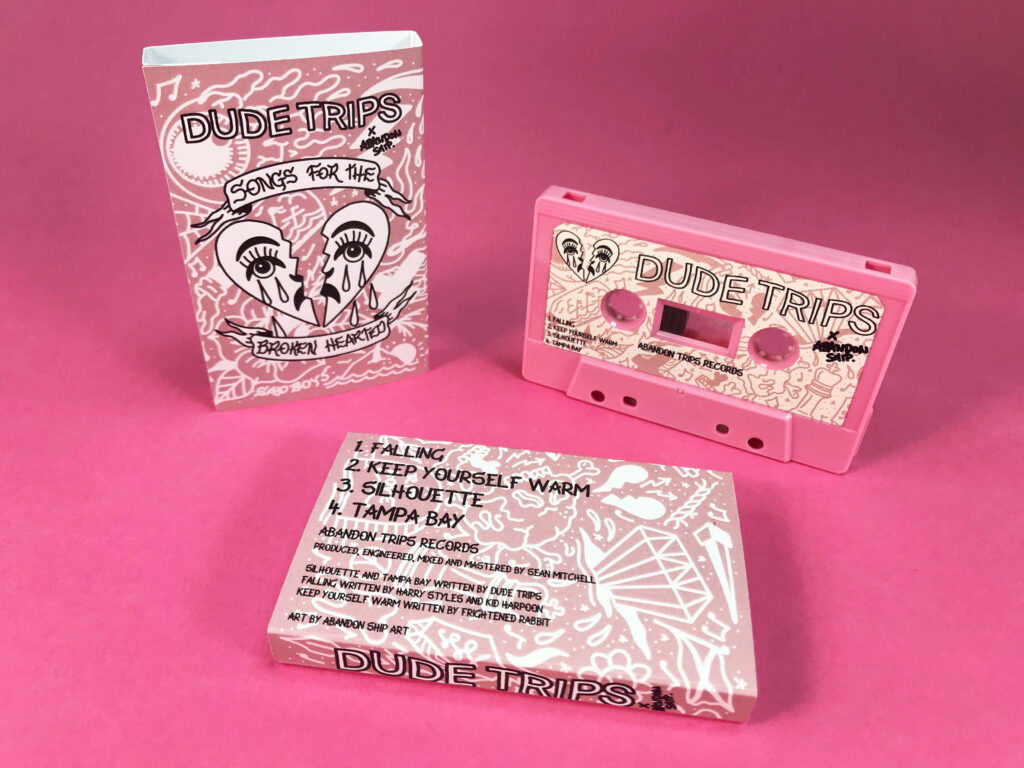 DUDE TRIPS
X
ABANDON
SHIP.
SONGS FOR THE
BROKEN HEARTED
BAD BOYS
DUDE TRIPS
X
ABANDON
SHIP.
1. FALLING
2. KEEP YOURSELF WARM
3. SILHOUETTE
4. TAMPA BAY
ABANDON TRIPS RECORDS
1. FALLING
2. KEEP YOURSELF WARM
3. SILHOUETTE
4. TAMPA BAY
ABANDON TRIPS RECORDS
PRODUCED, ENGINEERED, MIXED AND MASTERED BY SEAN MITCHELL
SILHOUETTE AND TAMPA BAY WRITTEN BY DUDE TRIPS
FALLING WRITTEN BY HARRY STYLES AND KID HARPOON
KEEP YOURSELF WARM WRITTEN BY FRIGHTENED RABBIT
ART BY ABANDON SHIP ART
DUDE TRIPS
X
ABANDON
SHIP.